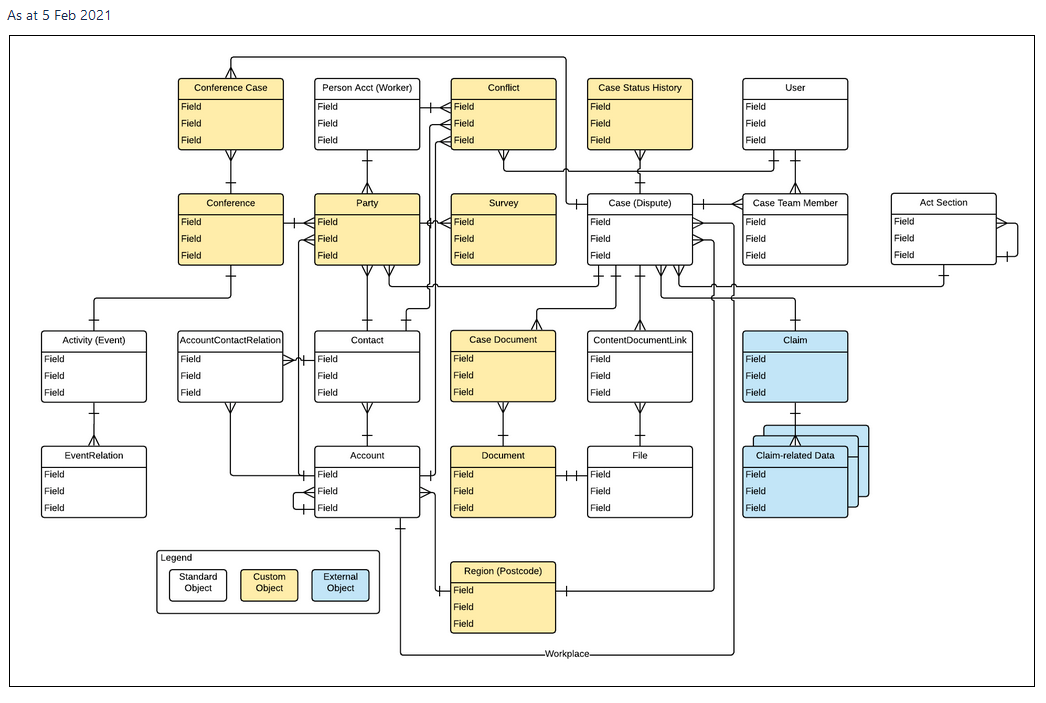 As at 5 Feb 2021
Conference Case
Field
Field
Field
Person Acct (Worker)
Field
Field
Field
Conflict
Field
Field
Field
Case Status History
Field
Field
Field
User
Field
Field
Field
Conference
Field
Field
Field
Party
Field
Field
Field
Survey
Field
Field
Field
Case (Dispute)
Field
Field
Field
Case Team Member
Field
Field
Field
Act Section
Field
Field
Field
Activity (Event)
Field
Field
Field
AccountContactRelation
Field
Field
Field
Contact
Field
Field
Field
Case Document
Field
Field
Field
ContentDocumentLink
Field
Field
Field
Claim
Field
Field
Field
EventRelation
Field
Field
Field
Account
Field
Field
Field
Document
Field
Field
Field
File
Field
Field
Field
Claim-related Data
Field
Field
Field
Legend
Standard
Object
Custom
Object
External
Object
Region (Postcode)
Field
Field
Field
Workplace